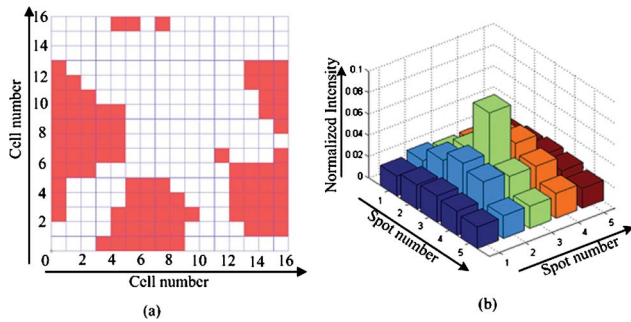 16
14
12
10
8
6
4
2
Cell number
0 2 4 6 8 10 12 14 16
Cell number
(a)
Normalized Intensity
0.1
0.08
0.06
0.04
0.02
0
1 2 3 4 5
Spot number
1 2 3 4 5
Spot number
(b)